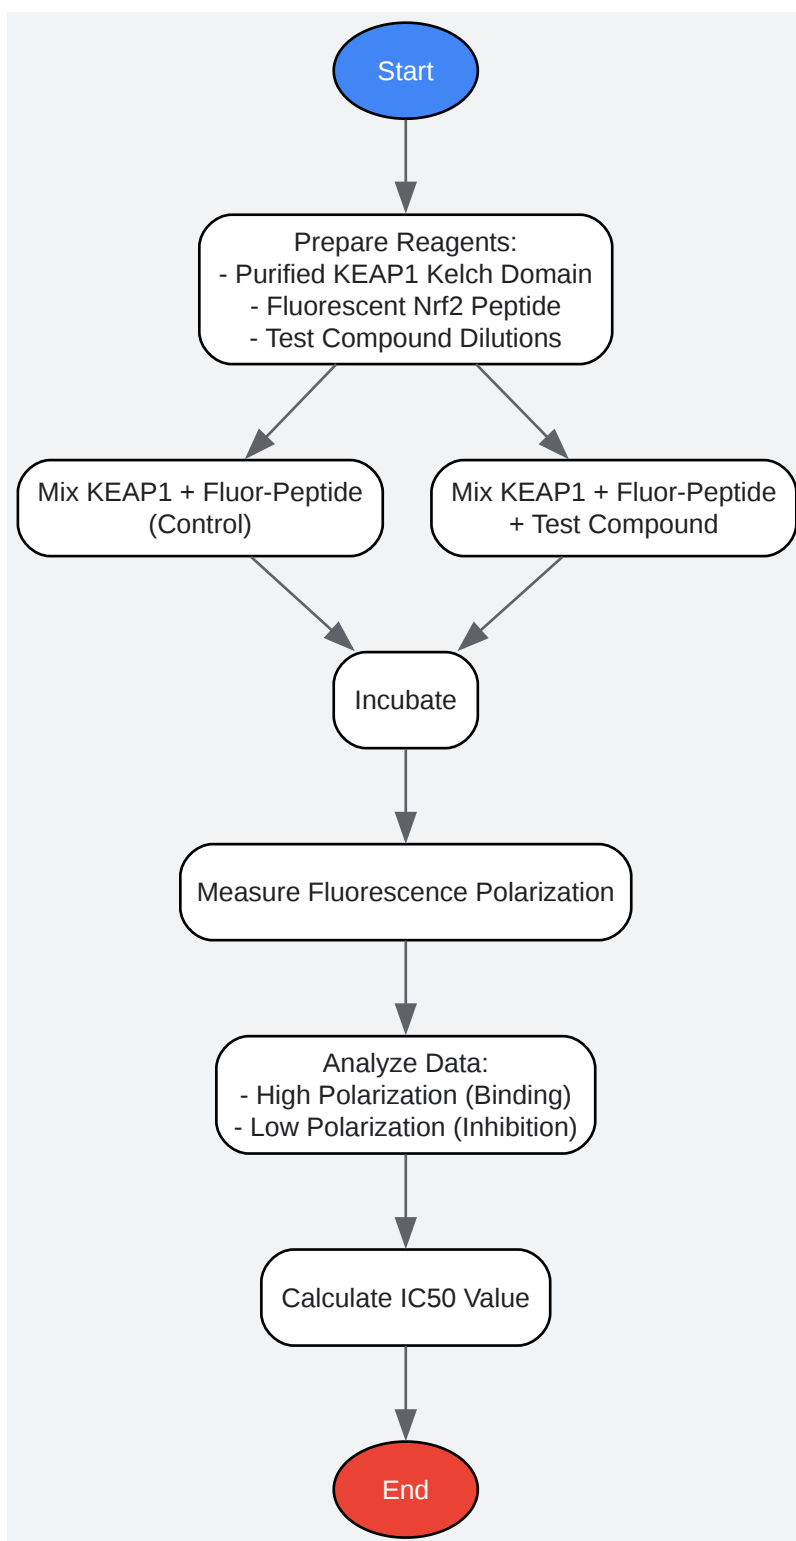 Start
Prepare Reagents:
- Purified KEAP1 Kelch Domain
- Fluorescent Nrf2 Peptide
- Test Compound Dilutions
Mix KEAP1 + Fluor-Peptide
(Control)
Mix KEAP1 + Fluor-Peptide
+ Test Compound
Incubate
Measure Fluorescence Polarization
Analyze Data:
- High Polarization (Binding)
- Low Polarization (Inhibition)
Calculate IC50 Value
End